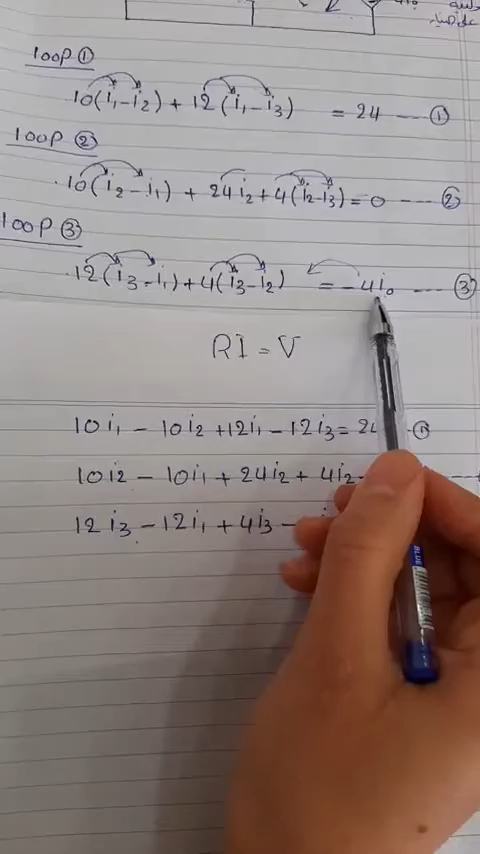 loop ①
10(i₁-i₂) + 12(i₁-i₃) = 24 --- ①
loop ②
10(i₂-i₁) + 24i₂+4(i₂-i₃)=0 --- ②
loop ③
12(i₃-i₁)+4(i₃-i₂) = -4i₀ --- ③
RI = V
10i₁ - 10i₂ +12i₁ - 12i₃=24 ①
10i2 - 10i₁ + 24i₂ + 4i₂-
12i₃ -12i₁ + 4i₃ -
BLUE